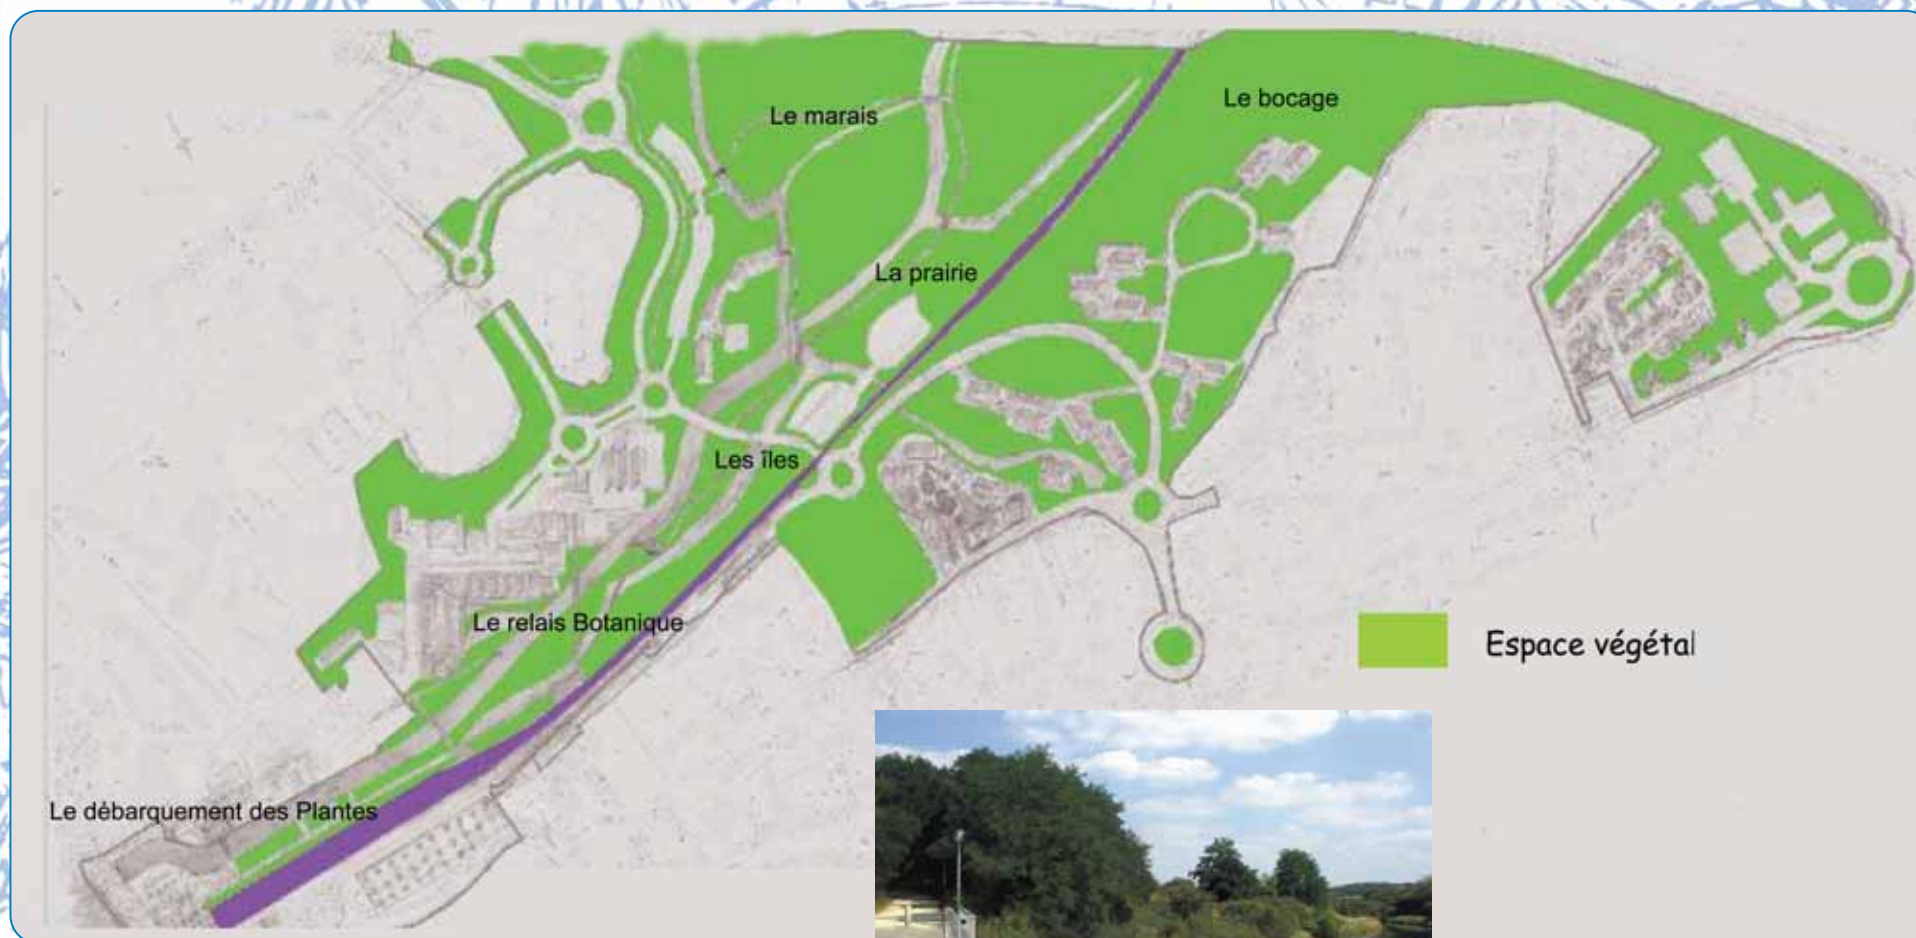 Le bocage
Le marais
La prairie
Les îles
Le relais Botanique
Espace végétal
Le débarquement des Plantes